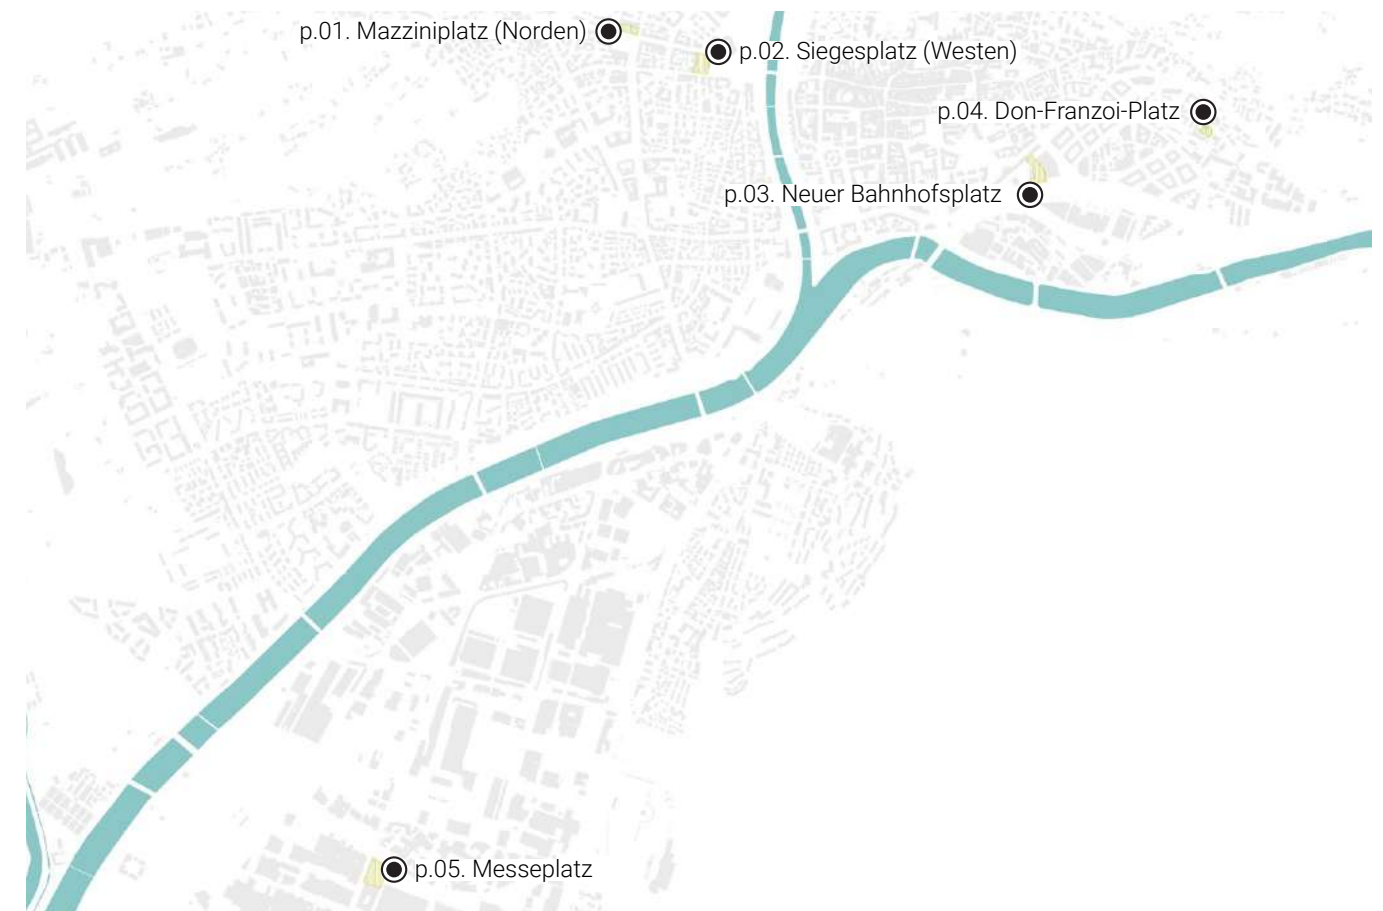 p.01. Mazziniplatz (Norden)
p.02. Siegesplatz (Westen)
p.04. Don-Franzoi-Platz
p.03. Neuer Bahnhofsplatz
p.05. Messeplatz